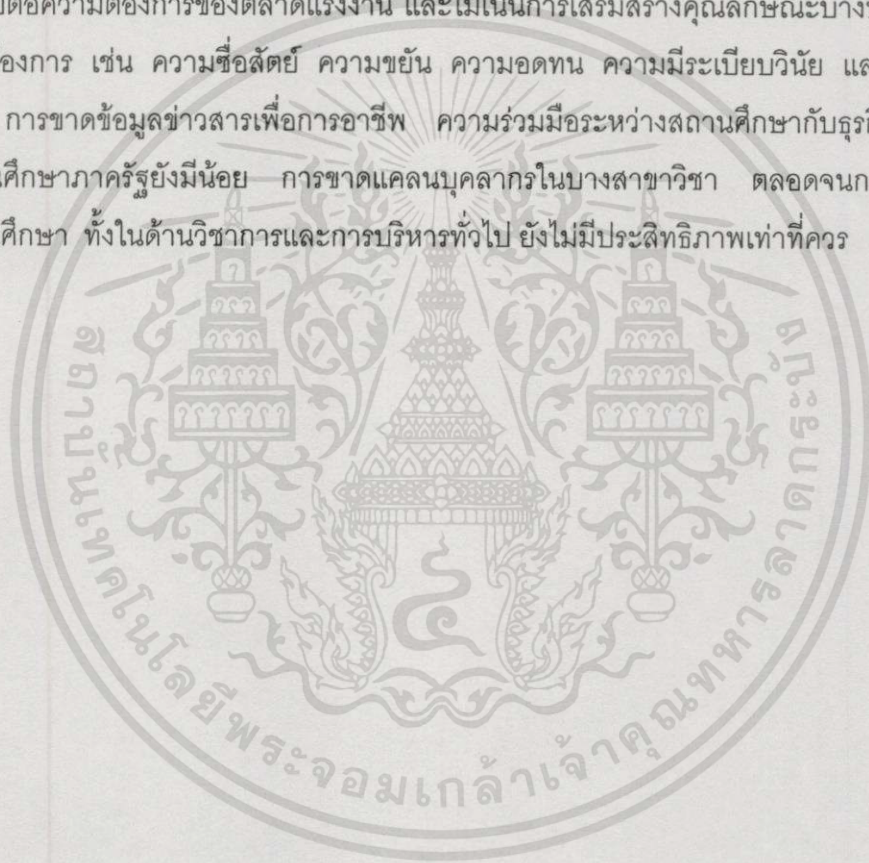 ต่อความต้องการของตลาดแรงงาน และไม่เน้นการเสริมสร้างคุณลักษณะบาง
องการ เช่น ความซื่อสัตย์ ความขยัน ความอดทน ความมีระเบียบวินัย
การขาดข้อมูลข่าวสารเพื่อการอาชีพ ความร่วมมือระหว่างสถานศึกษากับ
ศึกษาภาครัฐยังมีน้อย การขาดแคลนบุคลากรในบางสาขาวิชา ตลอดจน
ศึกษา ทั้งในด้านวิชาการและการบริหารทั่วไป ยังไม่มีประสิทธิภาพเท่าที่ควร
๔
สถาบันเทคโนโลยีพระจอมเกล้าเจ้าคุณทหารลาดกระบัง